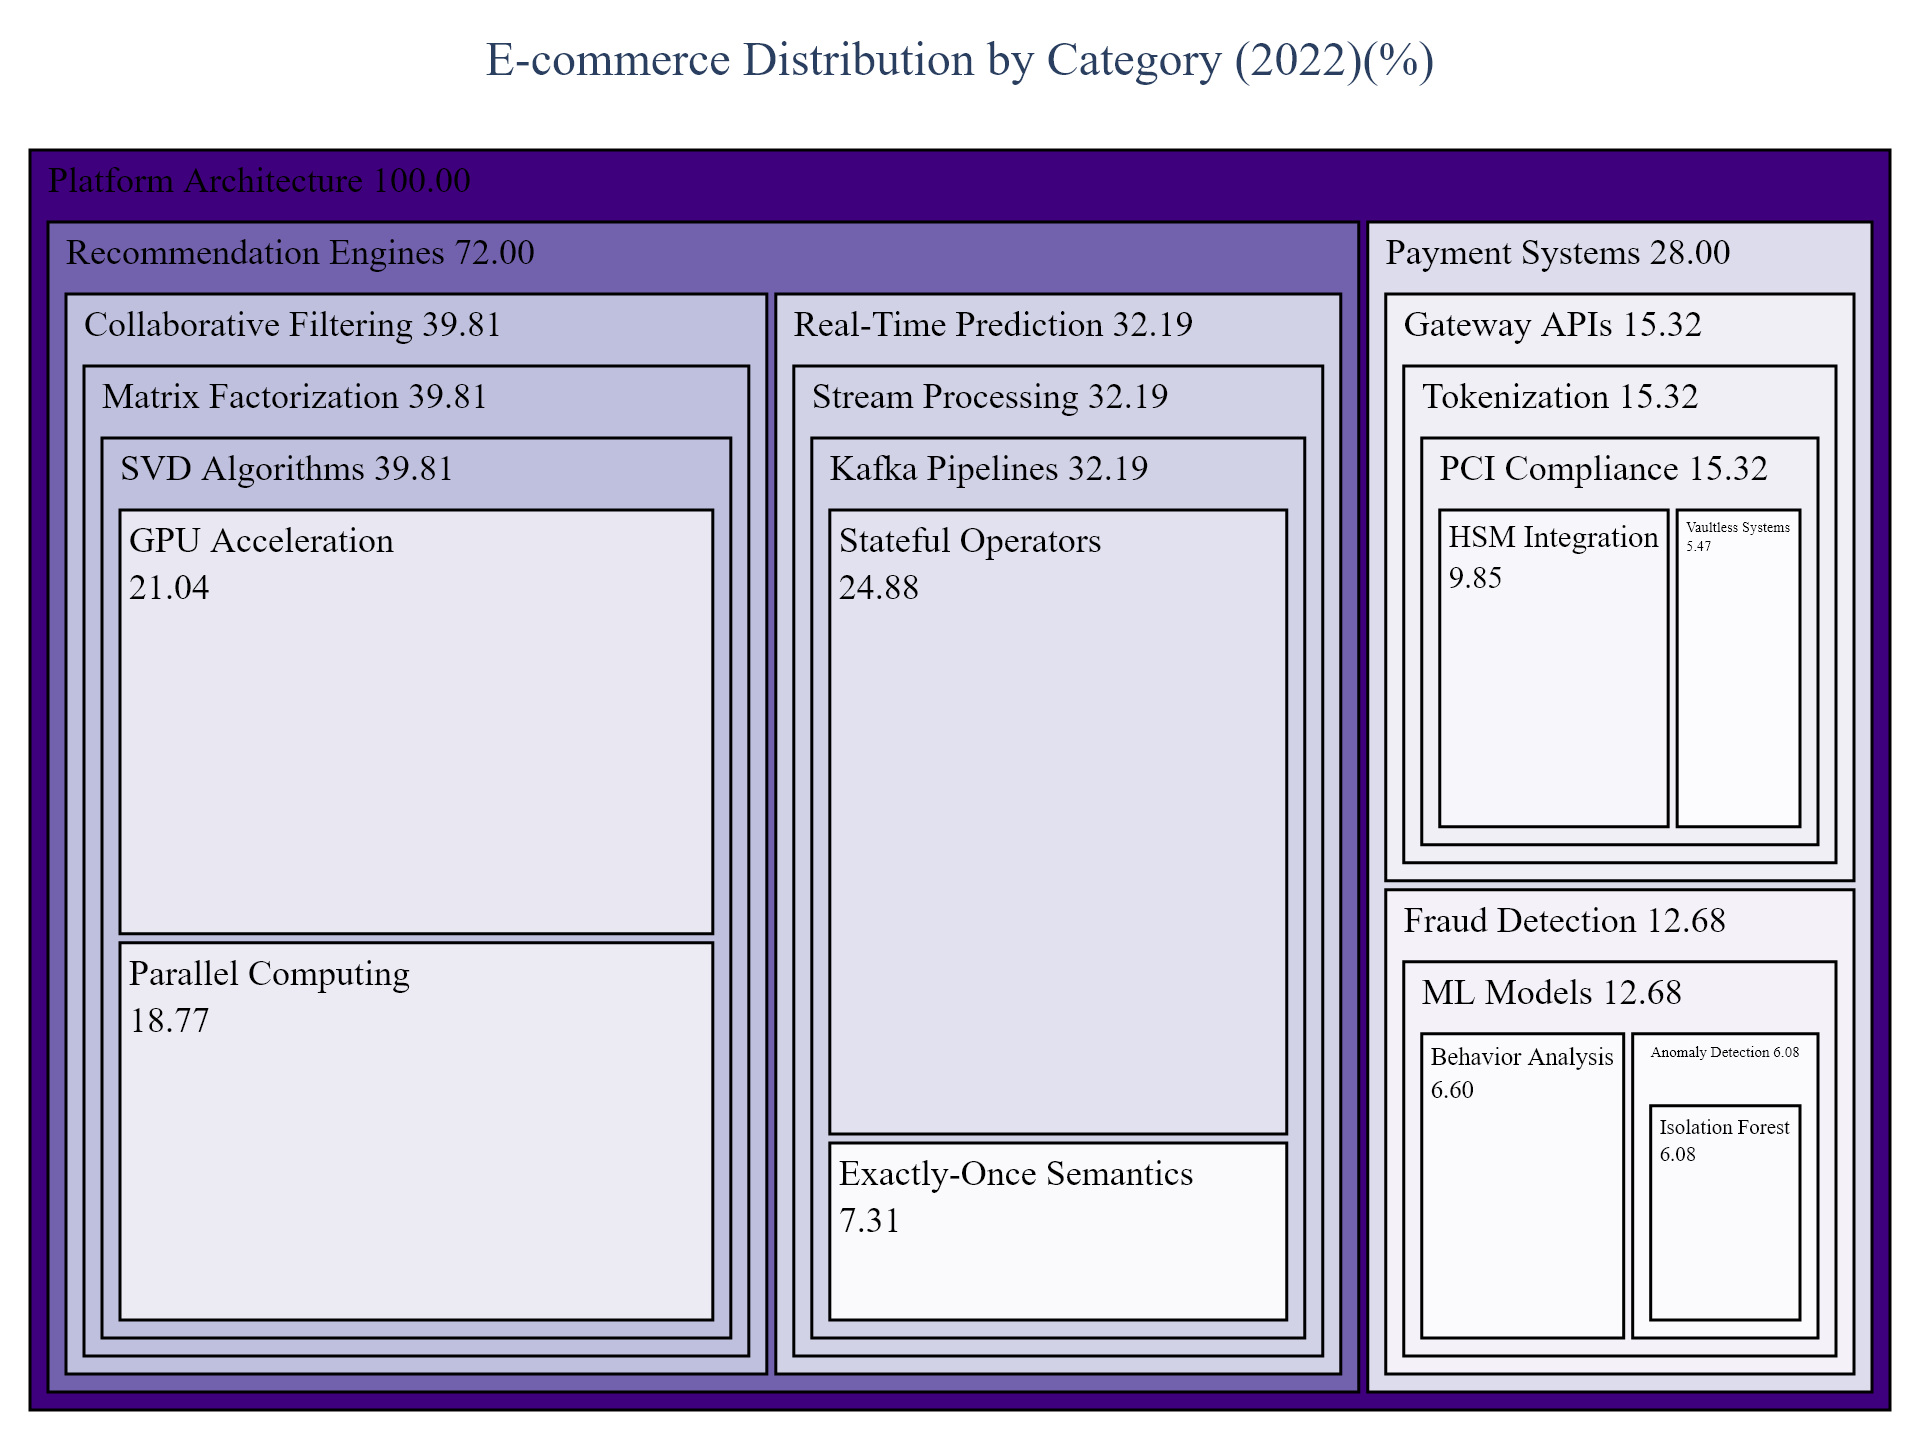 E-commerce Distribution by Category (2022)(%)
Platform Architecture 100.00
Recommendation Engines 72.00
Collaborative Filtering 39.81
Matrix Factorization 39.81
SVD Algorithms 39.81
GPU Acceleration
21.04
Parallel Computing
18.77
Real-Time Prediction 32.19
Stream Processing 32.19
Kafka Pipelines 32.19
Stateful Operators
24.88
Exactly-Once Semantics
7.31
Payment Systems 28.00
Gateway APIs 15.32
Tokenization 15.32
PCI Compliance 15.32
HSM Integration
9.85
Vaultless Systems
5.47
Fraud Detection 12.68
ML Models 12.68
Behavior Analysis
6.60
Anomaly Detection 6.08
Isolation Forest
6.08